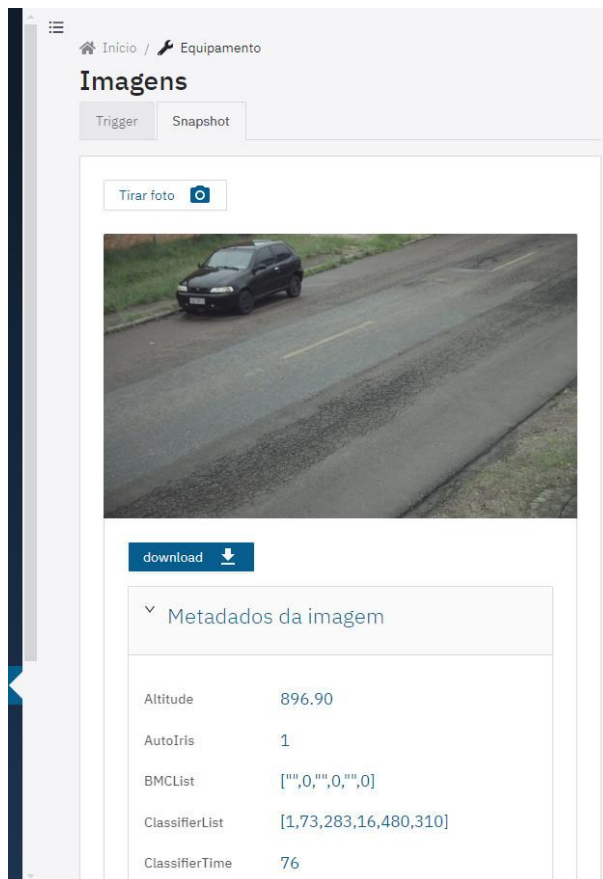 Início / Equipamento
Imagens
Trigger Snapshot
Tirar foto
download
Metadados da imagem
Altitude 896.90
AutoIris 1
BMCList ["",0,"",0,"",0]
ClassifierList [1,73,283,16,480,310]
ClassifierTime 76